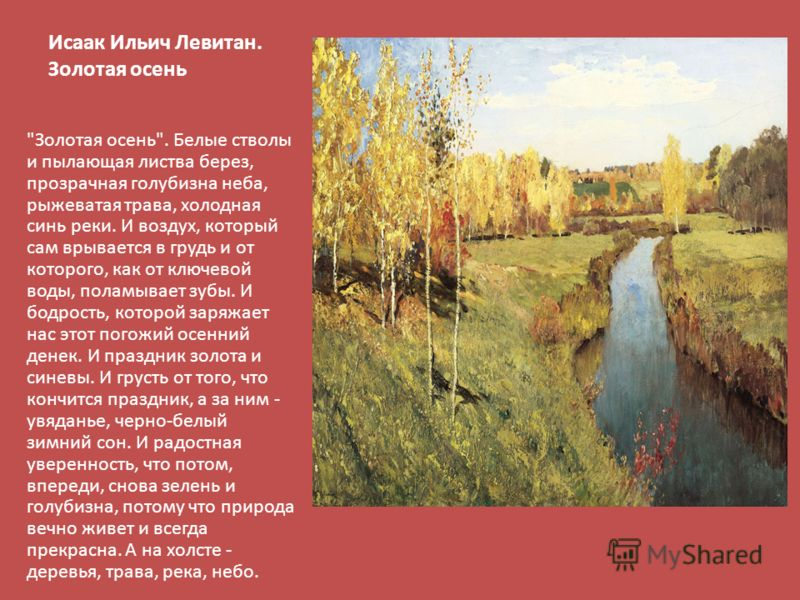 Исаак Ильич Левитан.
Золотая осень
"Золотая осень". Белые стволы
и пылающая листва берез,
прозрачная голубизна неба,
рыжеватая трава, холодная
синь реки. И воздух, который
сам врывается в грудь и от
которого, как от ключевой
воды, поламывает зубы. И
бодрость, которой заряжает
нас этот погожий осенний
денек. И праздник золота и
синевы. И грусть от того, что
кончится праздник, а за ним -
увяданье, черно-белый
зимний сон. И радостная
уверенность, что потом,
впереди, снова зелень и
голубизна, потому что природа
вечно живет и всегда
прекрасна. А на холсте -
деревья, трава, река, небо.
MyShared